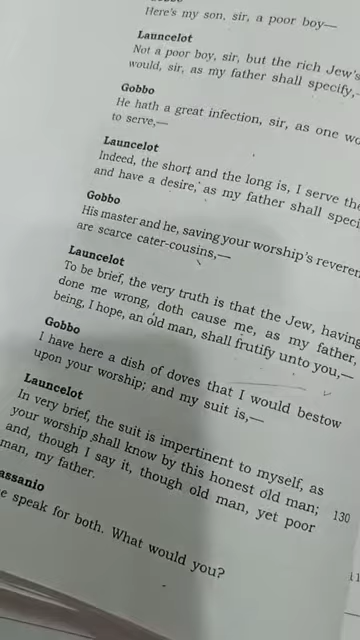 Here's my son, sir, a poor boy—
Launcelot
Not a poor boy, sir, but the rich Jew's
would, sir, as my father shall specify,—
Gobbo
He hath a great infection, sir, as one
to serve,—
Launcelot
Indeed, the short and the long is, I serve
and have a desire, as my father shall
Gobbo
His master and he, saving your worship's
are scarce cater-cousins,—
Launcelot
To be brief, the very truth is that the Jew, having
done me wrong, doth cause me, as my father,
being, I hope, an old man, shall frutify unto you,—
Gobbo
I have here a dish of doves that I would bestow
upon your worship; and my suit is,—
Launcelot
In very brief, the suit is impertinent to myself, as
your worship shall know by this honest old man; 130
and, though I say it, though old man, yet poor
man, my father.
assanio
speak for both. What would you?